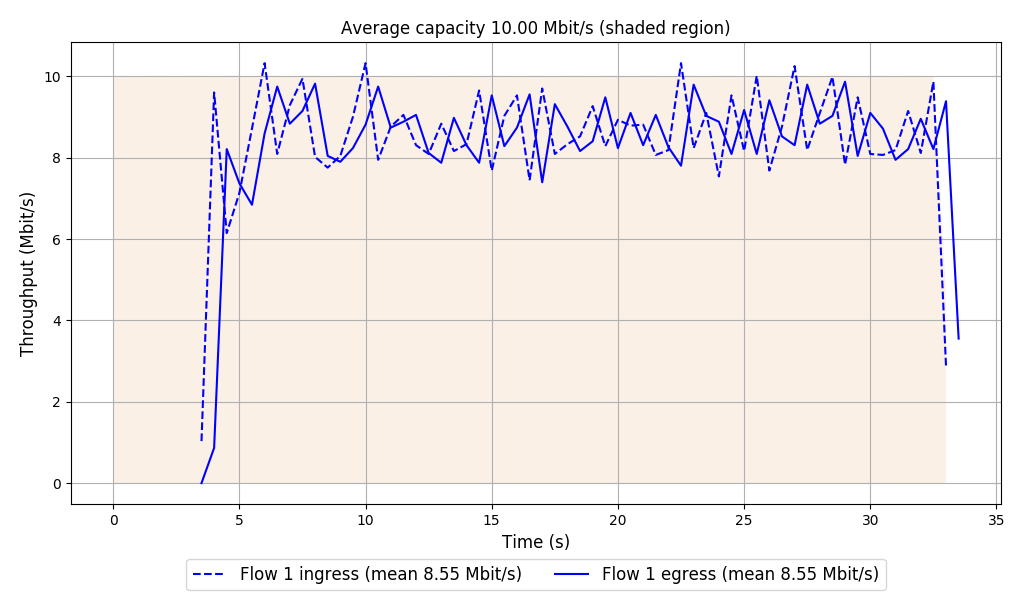 Average capacity 10.00 Mbit/s (shaded region)
10
8
6
4
2
0
Throughput (Mbit/s)
0 5 10 15 20 25 30 35
Time (s)
Flow 1 ingress (mean 8.55 Mbit/s) Flow 1 egress (mean 8.55 Mbit/s)